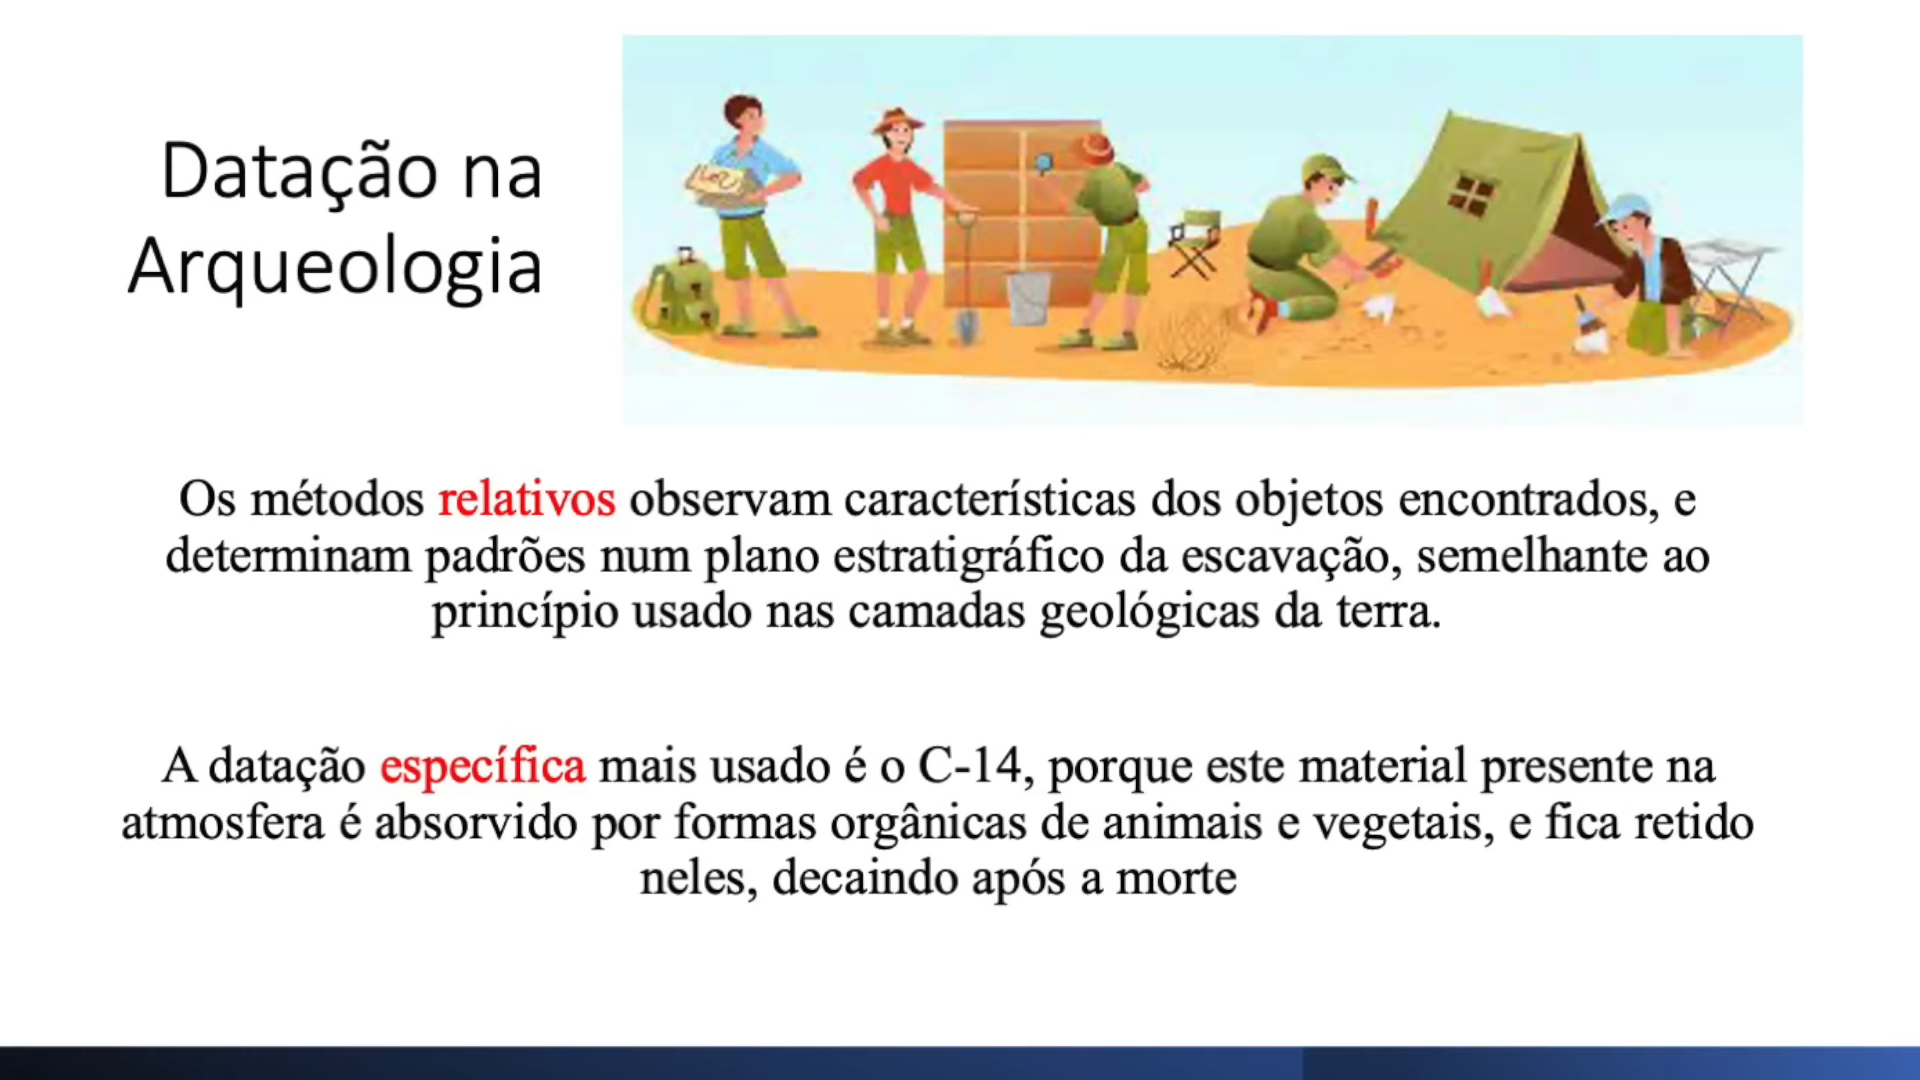 Datação na
Arqueologia
Os métodos relativos observam características dos objetos encontrados, e
determinam padrões num plano estratigráfico da escavação, semelhante ao
princípio usado nas camadas geológicas da terra.
A datação específica mais usado é o C-14, porque este material presente na
atmosfera é absorvido por formas orgânicas de animais e vegetais, e fica retido
neles, decaindo após a morte